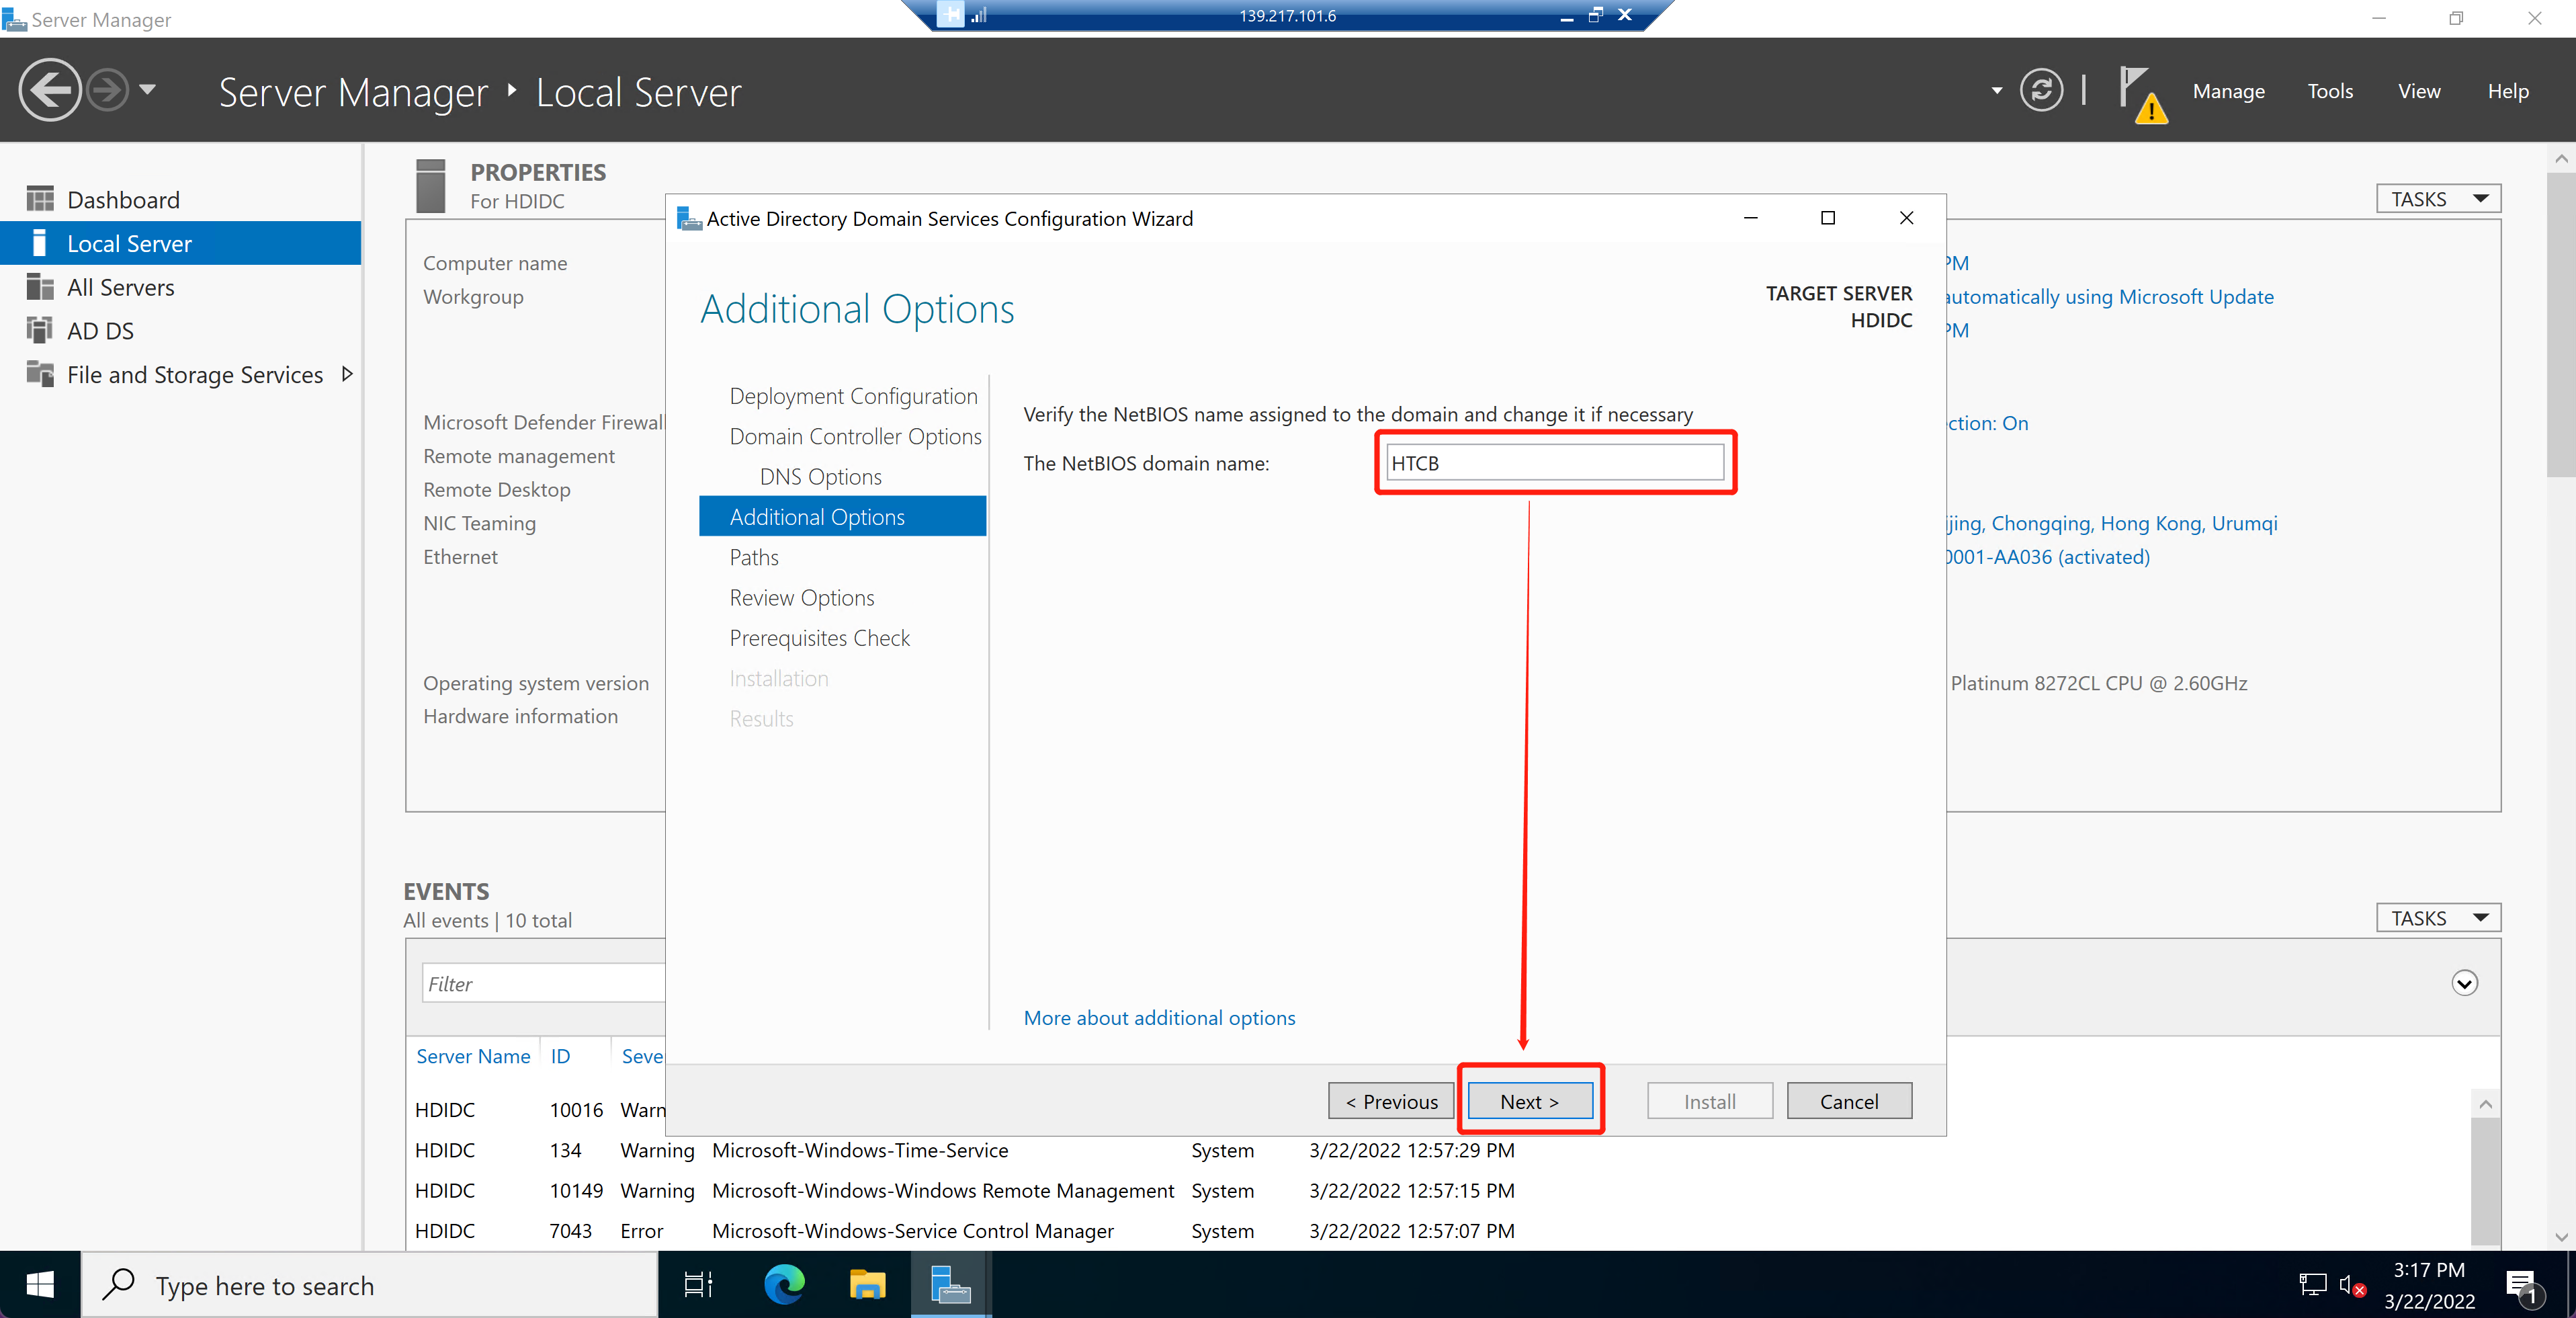 Server Manager
139.217.101.6
Server Manager
Local Server
Manage
Tools
View
Help
Dashboard
Local Server
All Servers
AD DS
File and Storage Services
PROPERTIES
For HDIDC
TASKS
Computer name
Workgroup
Microsoft Defender Firewall
Remote management
Remote Desktop
NIC Teaming
Ethernet
Operating system version
Hardware information
PM
automatically using Microsoft Update
PM
ction: On
ijing, Chongqing, Hong Kong, Urumqi
0001-AA036 (activated)
Platinum 8272CL CPU @ 2.60GHz
Active Directory Domain Services Configuration Wizard
Additional Options
TARGET SERVER
HDIDC
Deployment Configuration
Domain Controller Options
DNS Options
Additional Options
Paths
Review Options
Prerequisites Check
Installation
Results
Verify the NetBIOS name assigned to the domain and change it if necessary
The NetBIOS domain name:
HTCB
More about additional options
< Previous
Next >
Install
Cancel
EVENTS
All events | 10 total
TASKS
Filter
Server Name ID Seve
HDIDC 10016 Warn
HDIDC 134 Warning Microsoft-Windows-Time-Service System 3/22/2022 12:57:29 PM
HDIDC 10149 Warning Microsoft-Windows-Windows Remote Management System 3/22/2022 12:57:15 PM
HDIDC 7043 Error Microsoft-Windows-Service Control Manager System 3/22/2022 12:57:07 PM
Type here to search
3:17 PM
3/22/2022
1